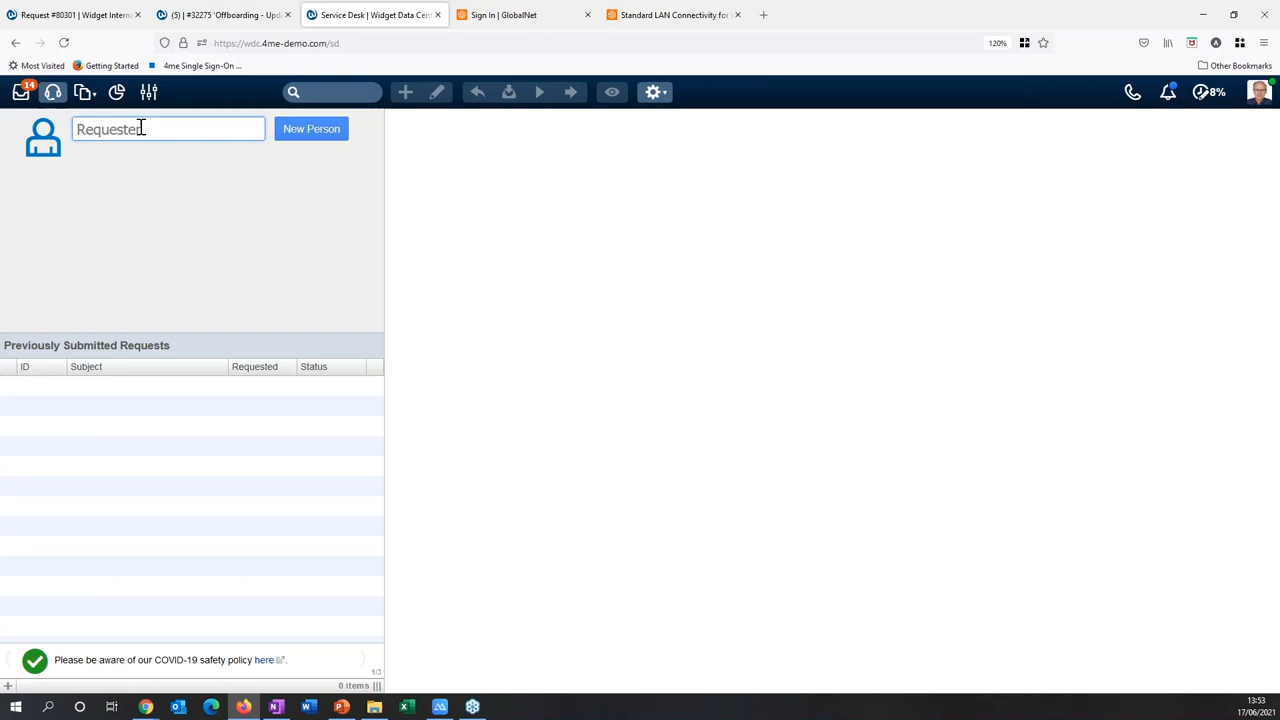 Request #80301 | Widget Intern
(5) | #32275 'Offboarding - Upda
Service Desk | Widget Data Cen
Sign In | GlobalNet
Standard LAN Connectivity for
https://wdc.4me-demo.com/sd
120%
Most Visited
Getting Started
4me Single Sign-On ...
Other Bookmarks
14
8%
Requester
New Person
Previously Submitted Requests
ID
Subject
Requested
Status
Please be aware of our COVID-19 safety policy here.
1/3
0 items
13:53
17/06/2021